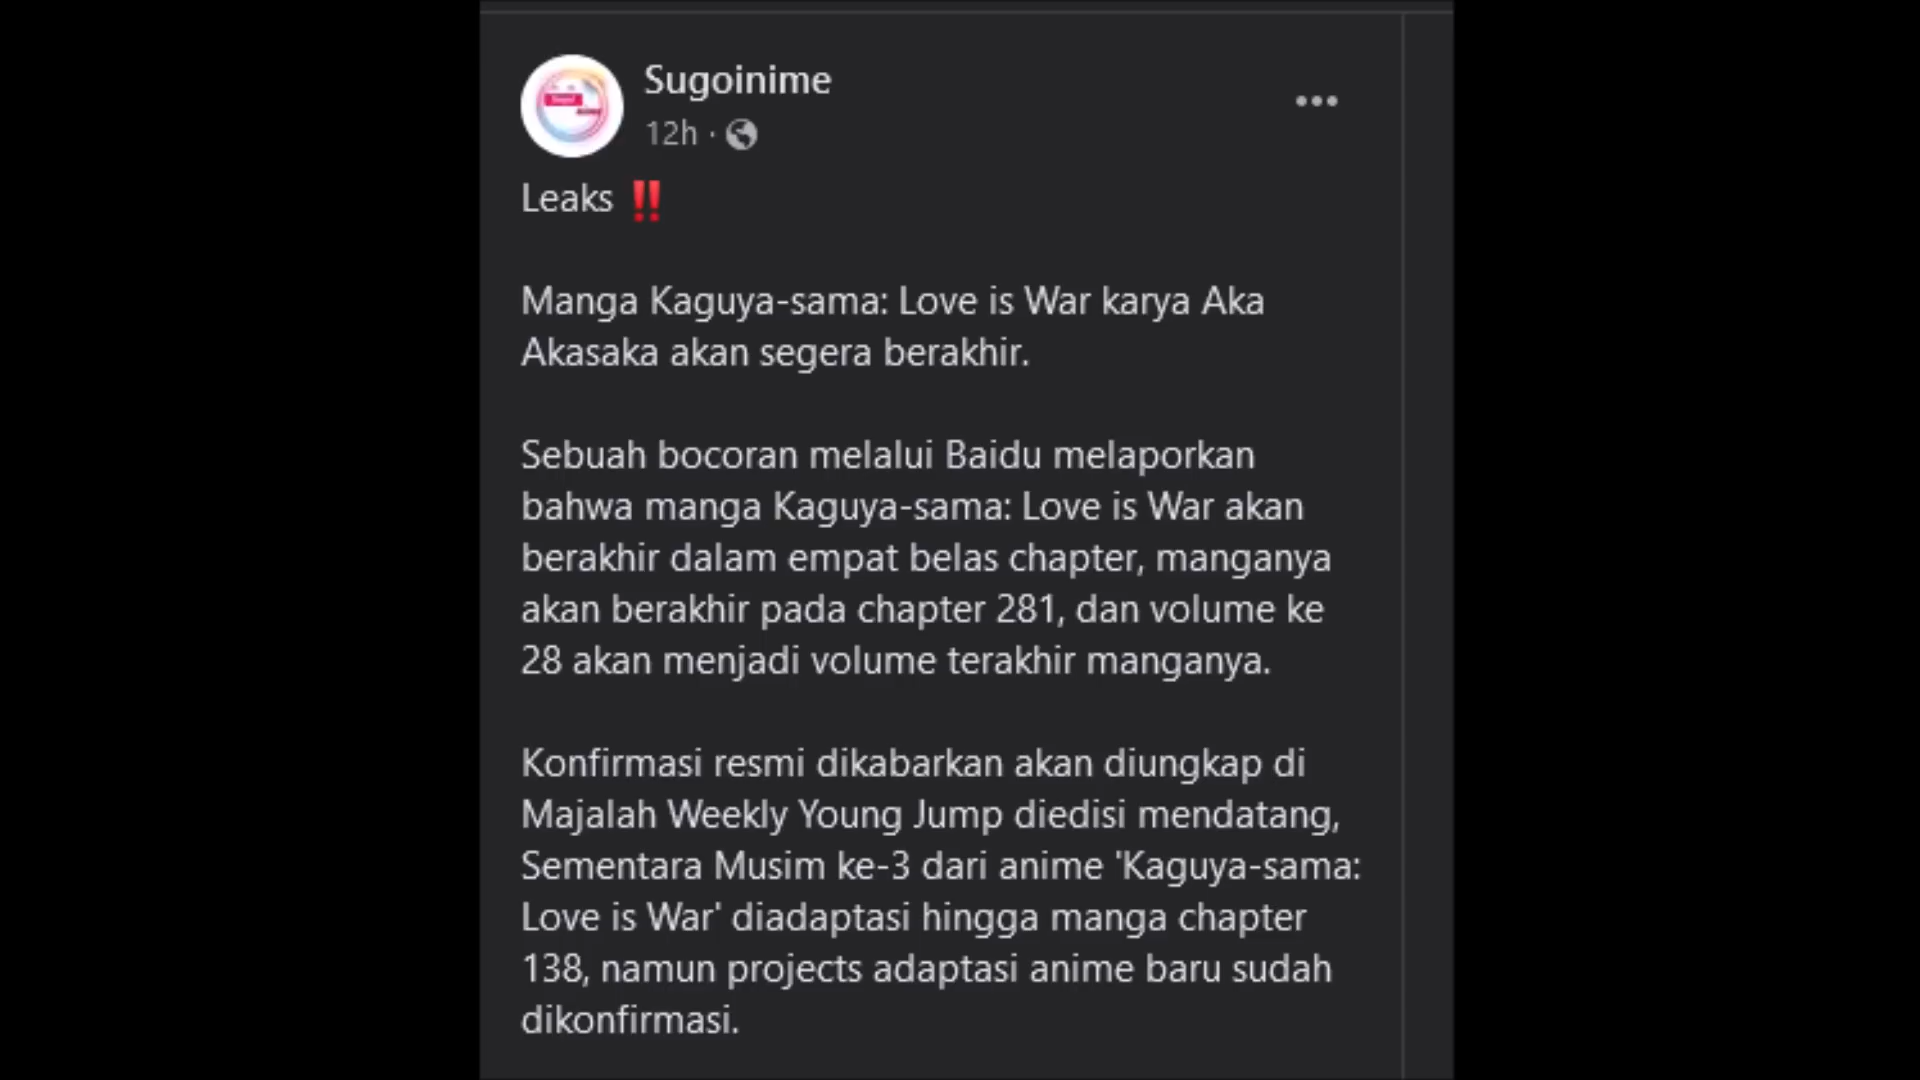 Sugoinime
12h ·
Leaks ‼️
Manga Kaguya-sama: Love is War karya Aka
Akasaka akan segera berakhir.
Sebuah bocoran melalui Baidu melaporkan
bahwa manga Kaguya-sama: Love is War akan
berakhir dalam empat belas chapter, manganya
akan berakhir pada chapter 281, dan volume ke
28 akan menjadi volume terakhir manganya.
Konfirmasi resmi dikabarkan akan diungkap di
Majalah Weekly Young Jump diedisi mendatang,
Sementara Musim ke-3 dari anime 'Kaguya-sama:
Love is War' diadaptasi hingga manga chapter
138, namun projects adaptasi anime baru sudah
dikonfirmasi.